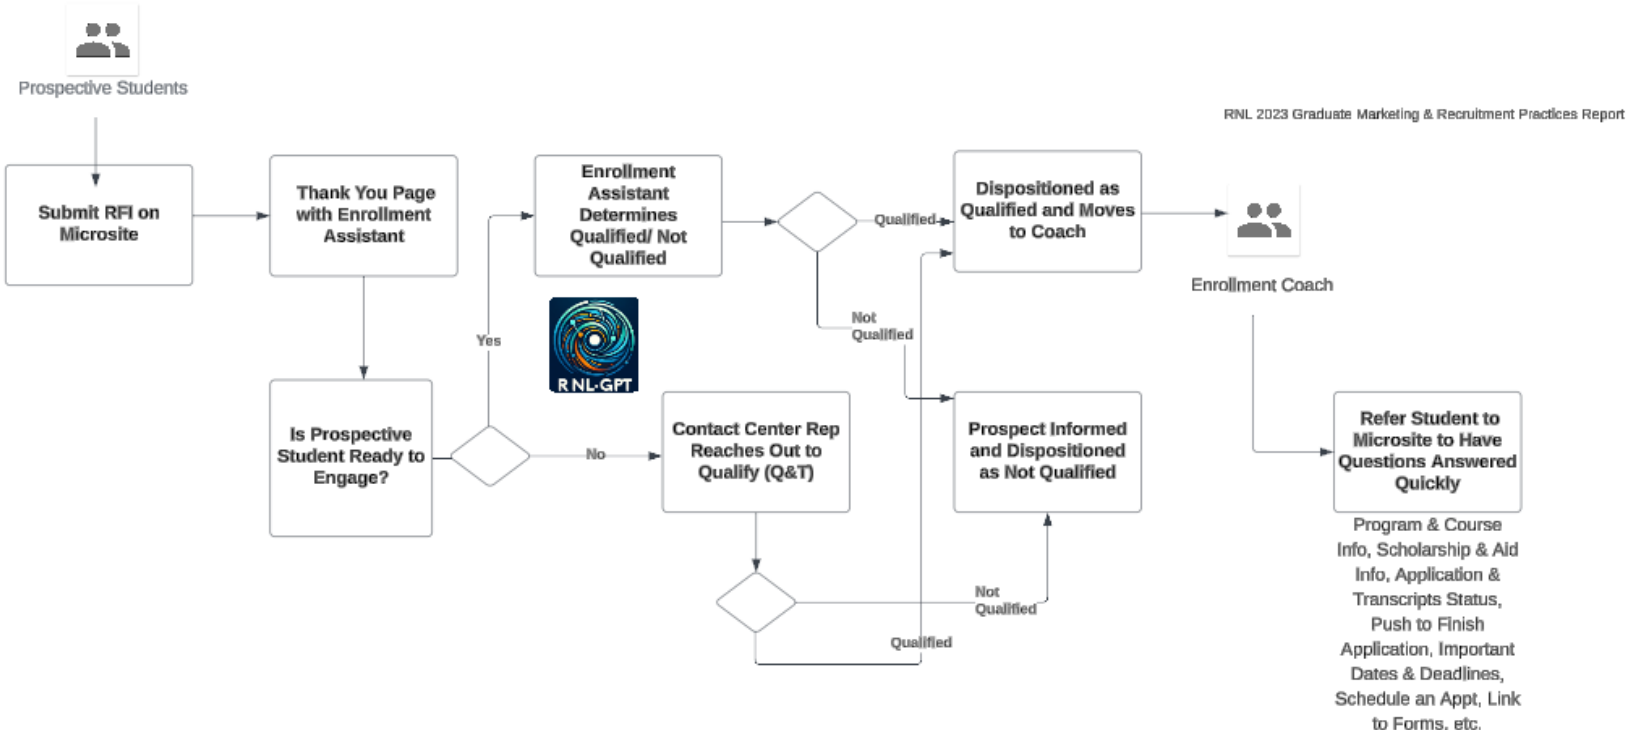 Prospective Students
RNL 2023 Graduate Marketing & Recruitment Practices Report
Submit RFI on
Microsite
Thank You Page
with Enrollment
Assistant
Enrollment
Assistant
Determines
Qualified/ Not
Qualified
Qualified
Dispositioned as
Qualified and Moves
to Coach
Enrollment Coach
Not
Qualified
Yes
RNL-GPT
Is Prospective
Student Ready to
Engage?
No
Contact Center Rep
Reaches Out to
Qualify (Q&T)
Prospect Informed
and Dispositioned
as Not Qualified
Refer Student to
Microsite to Have
Questions Answered
Quickly
Program & Course
Info, Scholarship & Aid
Info, Application &
Transcripts Status,
Push to Finish
Application, Important
Dates & Deadlines,
Schedule an Appt, Link
to Forms, etc.
Not
Qualified
Qualified